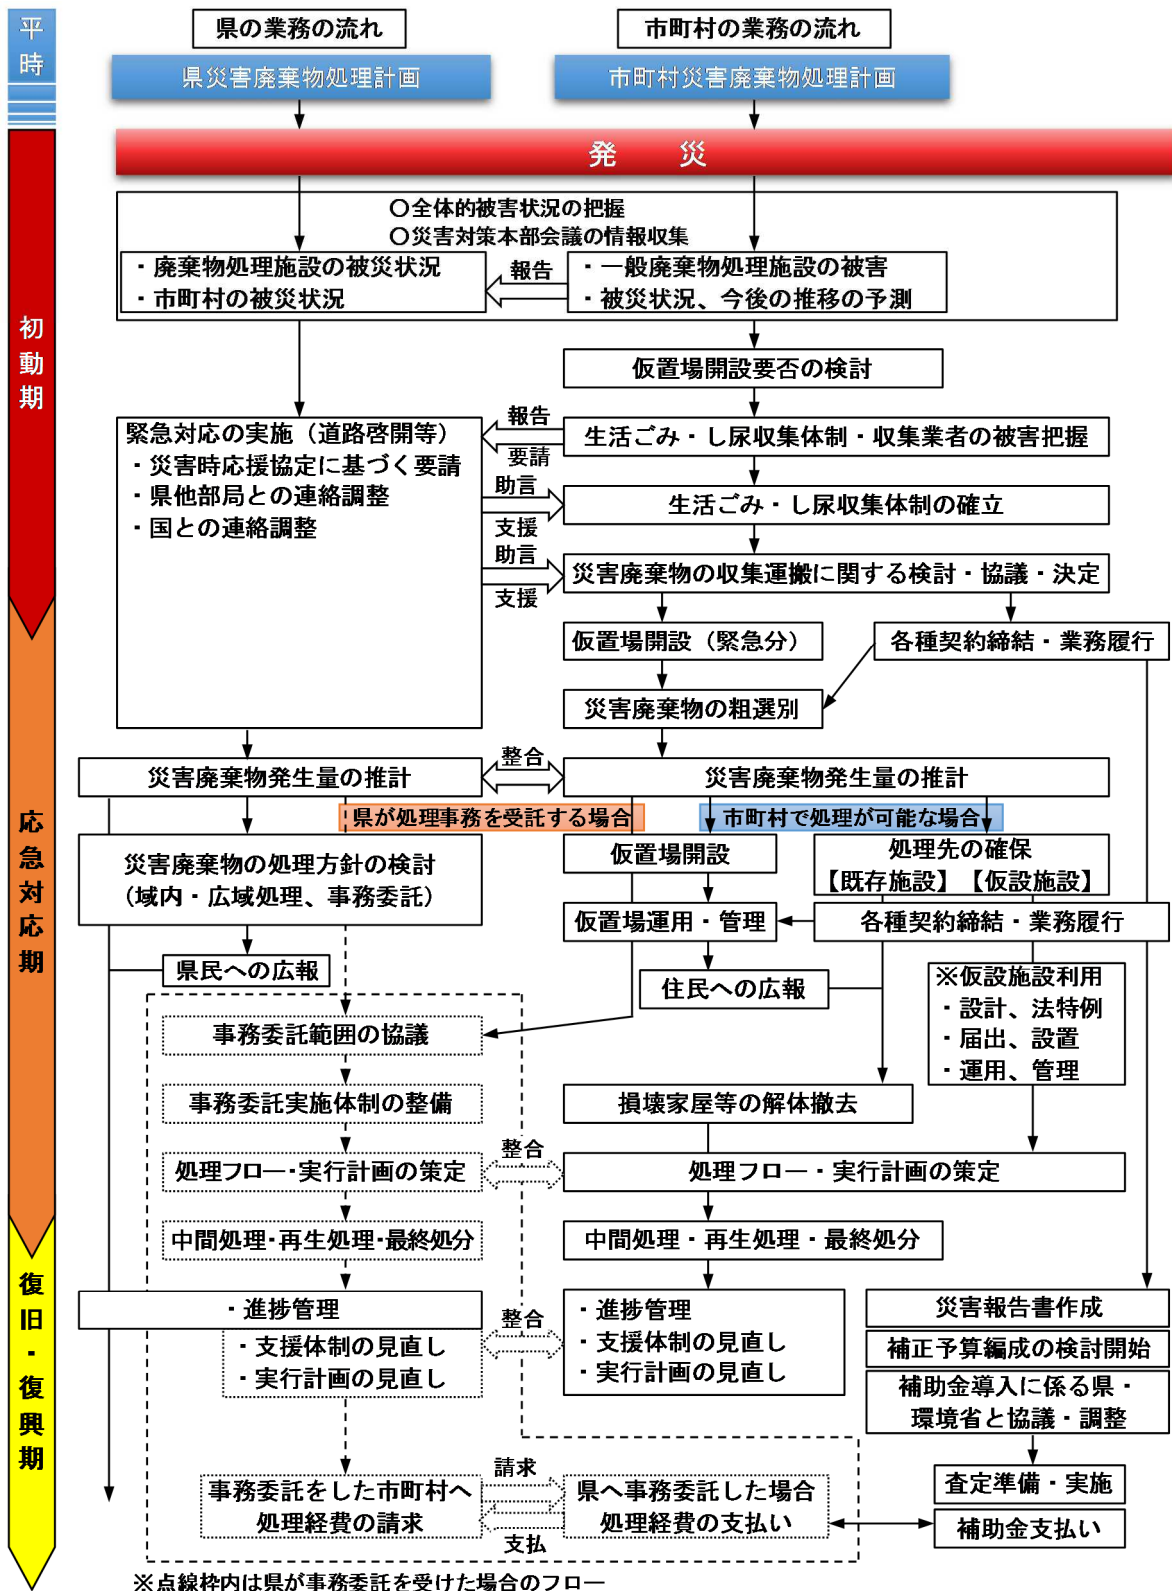 平時
県の業務の流れ
市町村の業務の流れ
県災害廃棄物処理計画
市町村災害廃棄物処理計画
発　災
初動期
○全体的被害状況の把握
○災害対策本部会議の情報収集
・廃棄物処理施設の被災状況
・市町村の被災状況
報告
・一般廃棄物処理施設の被害
・被災状況、今後の推移の予測
仮置場開設要否の検討
緊急対応の実施（道路啓開等）
・災害時応援協定に基づく要請
・県他部局との連絡調整
・国との連絡調整
報告
要請
生活ごみ・し尿収集体制・収集業者の被害把握
助言
支援
生活ごみ・し尿収集体制の確立
助言
支援
災害廃棄物の収集運搬に関する検討・協議・決定
仮置場開設（緊急分）
各種契約締結・業務履行
災害廃棄物の粗選別
応急対応期
災害廃棄物発生量の推計
整合
災害廃棄物発生量の推計
県が処理事務を受託する場合
市町村で処理が可能な場合
災害廃棄物の処理方針の検討
（域内・広域処理、事務委託）
仮置場開設
処理先の確保
【既存施設】【仮設施設】
仮置場運用・管理
各種契約締結・業務履行
県民への広報
住民への広報
※仮設施設利用
・設計、法特例
・届出、設置
・運用、管理
事務委託範囲の協議
事務委託実施体制の整備
損壊家屋等の解体撤去
処理フロー・実行計画の策定
整合
処理フロー・実行計画の策定
中間処理・再生処理・最終処分
中間処理・再生処理・最終処分
復旧・復興期
・進捗管理
・支援体制の見直し
・実行計画の見直し
整合
・進捗管理
・支援体制の見直し
・実行計画の見直し
災害報告書作成
補正予算編成の検討開始
補助金導入に係る県・
環境省と協議・調整
査定準備・実施
補助金支払い
事務委託をした市町村へ
処理経費の請求
請求
支払
県へ事務委託した場合
処理経費の支払い
※点線枠内は県が事務委託を受けた場合のフロー